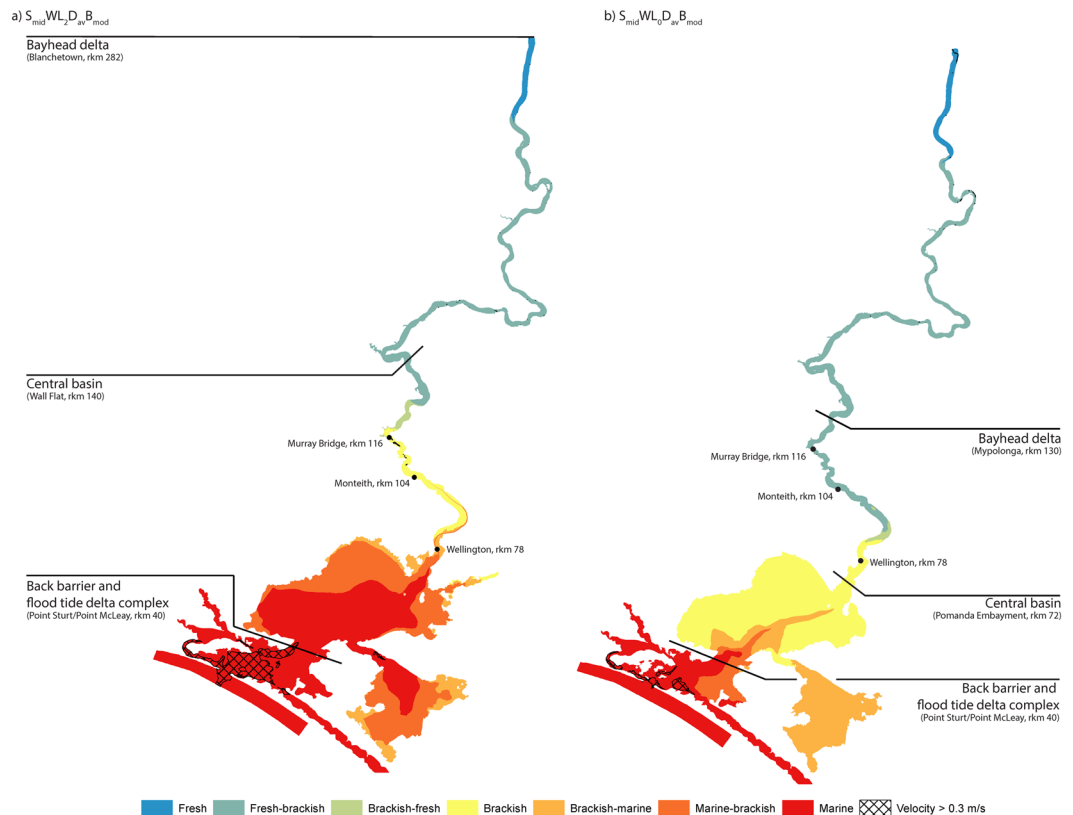 a) SmidWL2DavBmod
Bayhead delta
(Blanchetown, rkm 282)
Central basin
(Wall Flat, rkm 140)
Murray Bridge, rkm 116
Monteith, rkm 104
Wellington, rkm 78
Back barrier and
flood tide delta complex
(Point Sturt/Point McLeay, rkm 40)
b) SmidWL0DavBmod
Bayhead delta
(Mypolonga, rkm 130)
Murray Bridge, rkm 116
Monteith, rkm 104
Wellington, rkm 78
Central basin
(Pomanda Embayment, rkm 72)
Back barrier and
flood tide delta complex
(Point Sturt/Point McLeay, rkm 40)
Fresh Fresh-brackish Brackish-fresh Brackish Brackish-marine Marine-brackish Marine Velocity > 0.3 m/s